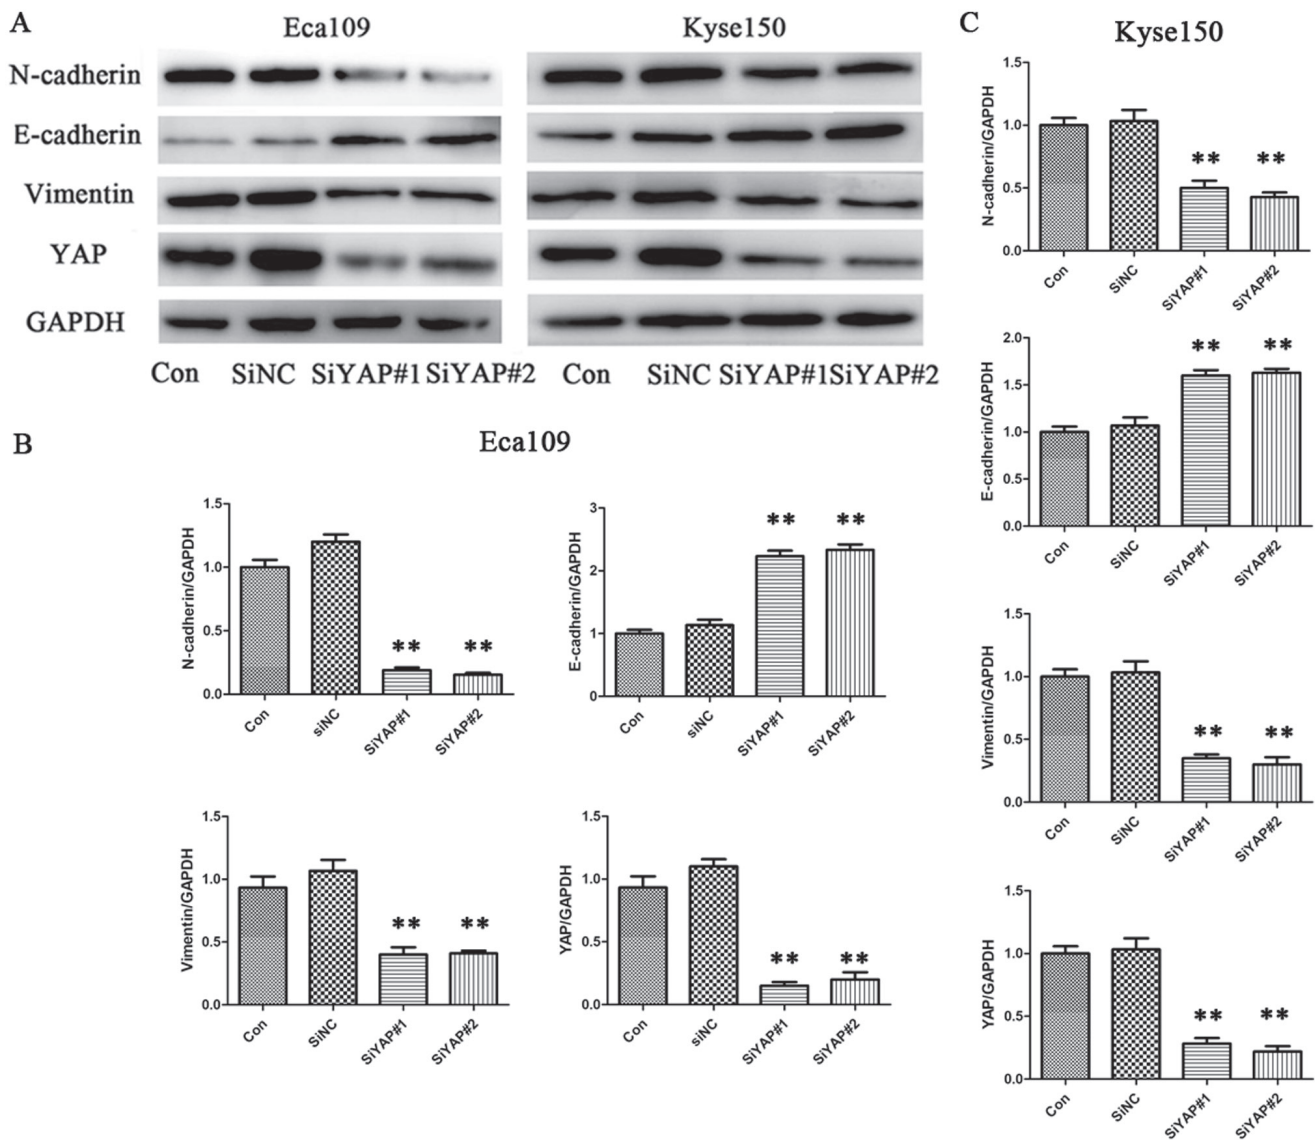 A
Eca109
Kyse150
N-cadherin
E-cadherin
Vimentin
YAP
GAPDH
Con SiNC SiYAP#1 SiYAP#2 Con SiNC SiYAP#1 SiYAP#2
B
Eca109
N-cadherin/GAPDH
1.5
1.0
0.5
0.0
** **
Con siNC SiYAP#1 SiYAP#2
E-cadherin/GAPDH
3
2
1
0
** **
Con siNC SiYAP#1 SiYAP#2
Vimentin/GAPDH
1.5
1.0
0.5
0.0
** **
Con SiNC SiYAP#1 SiYAP#2
YAP/GAPDH
1.5
1.0
0.5
0.0
** **
Con siNC SiYAP#1 SiYAP#2
C
Kyse150
N-cadherin/GAPDH
1.5
1.0
0.5
0.0
** **
Con SiNC SiYAP#1 SiYAP#2
E-cadherin/GAPDH
2.0
1.5
1.0
0.5
0.0
** **
Con SiNC SiYAP#1 SiYAP#2
Vimentin/GAPDH
1.5
1.0
0.5
0.0
** **
Con SiNC SiYAP#1 SiYAP#2
YAP/GAPDH
1.5
1.0
0.5
0.0
** **
Con SiNC SiYAP#1 SiYAP#2